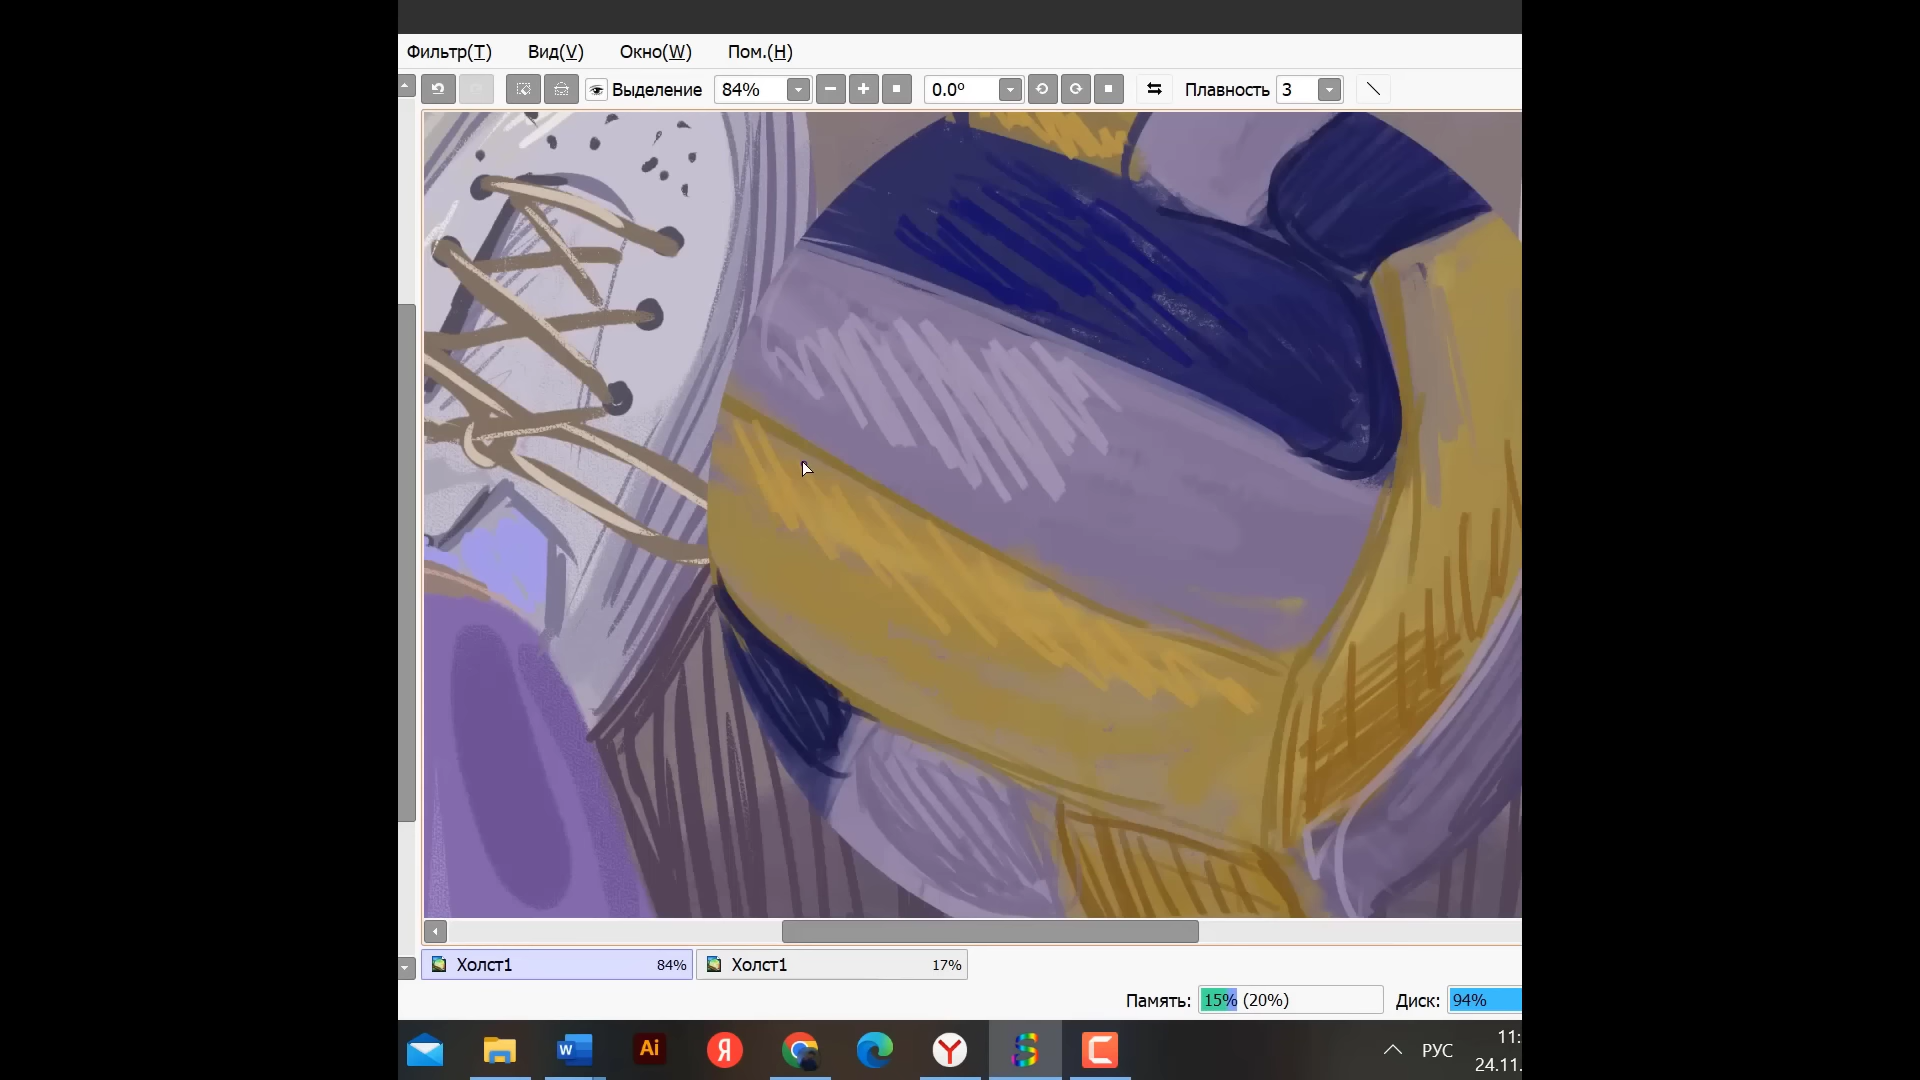 Фильтр(T) Вид(V) Окно(W) Пом.(H)
Выделение 84% 0.0° Плавность 3
Холст1 84% Холст1 17%
Память: 15% (20%) Диск: 94%
W Ai Я РУС 11:
24.11.